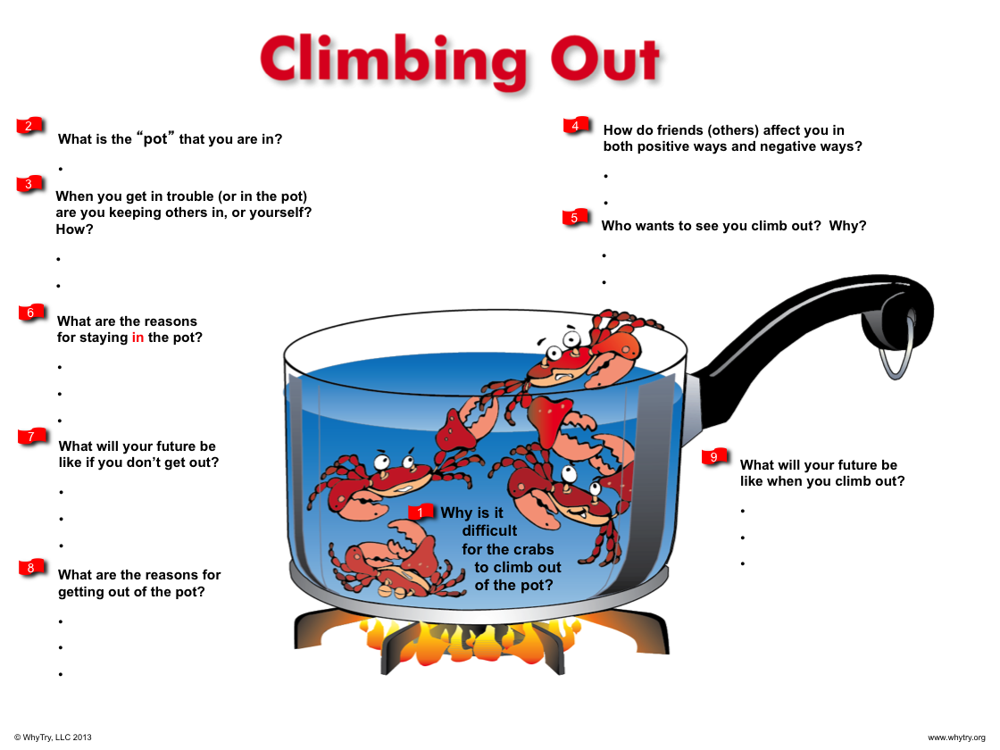 Climbing Out
2
What is the “pot” that you are in?
•
3
When you get in trouble (or in the pot)
are you keeping others in, or yourself?
How?
•
•
4
How do friends (others) affect you in
both positive ways and negative ways?
•
•
5
Who wants to see you climb out?  Why?
•
•
6
What are the reasons
for staying in the pot?
•
•
•
7
What will your future be
like if you don’t get out?
•
•
•
8
What are the reasons for
getting out of the pot?
•
•
•
1
Why is it
difficult
for the crabs
to climb out
of the pot?
9
What will your future be
like when you climb out?
•
•
•
© WhyTry, LLC 2013
www.whytry.org